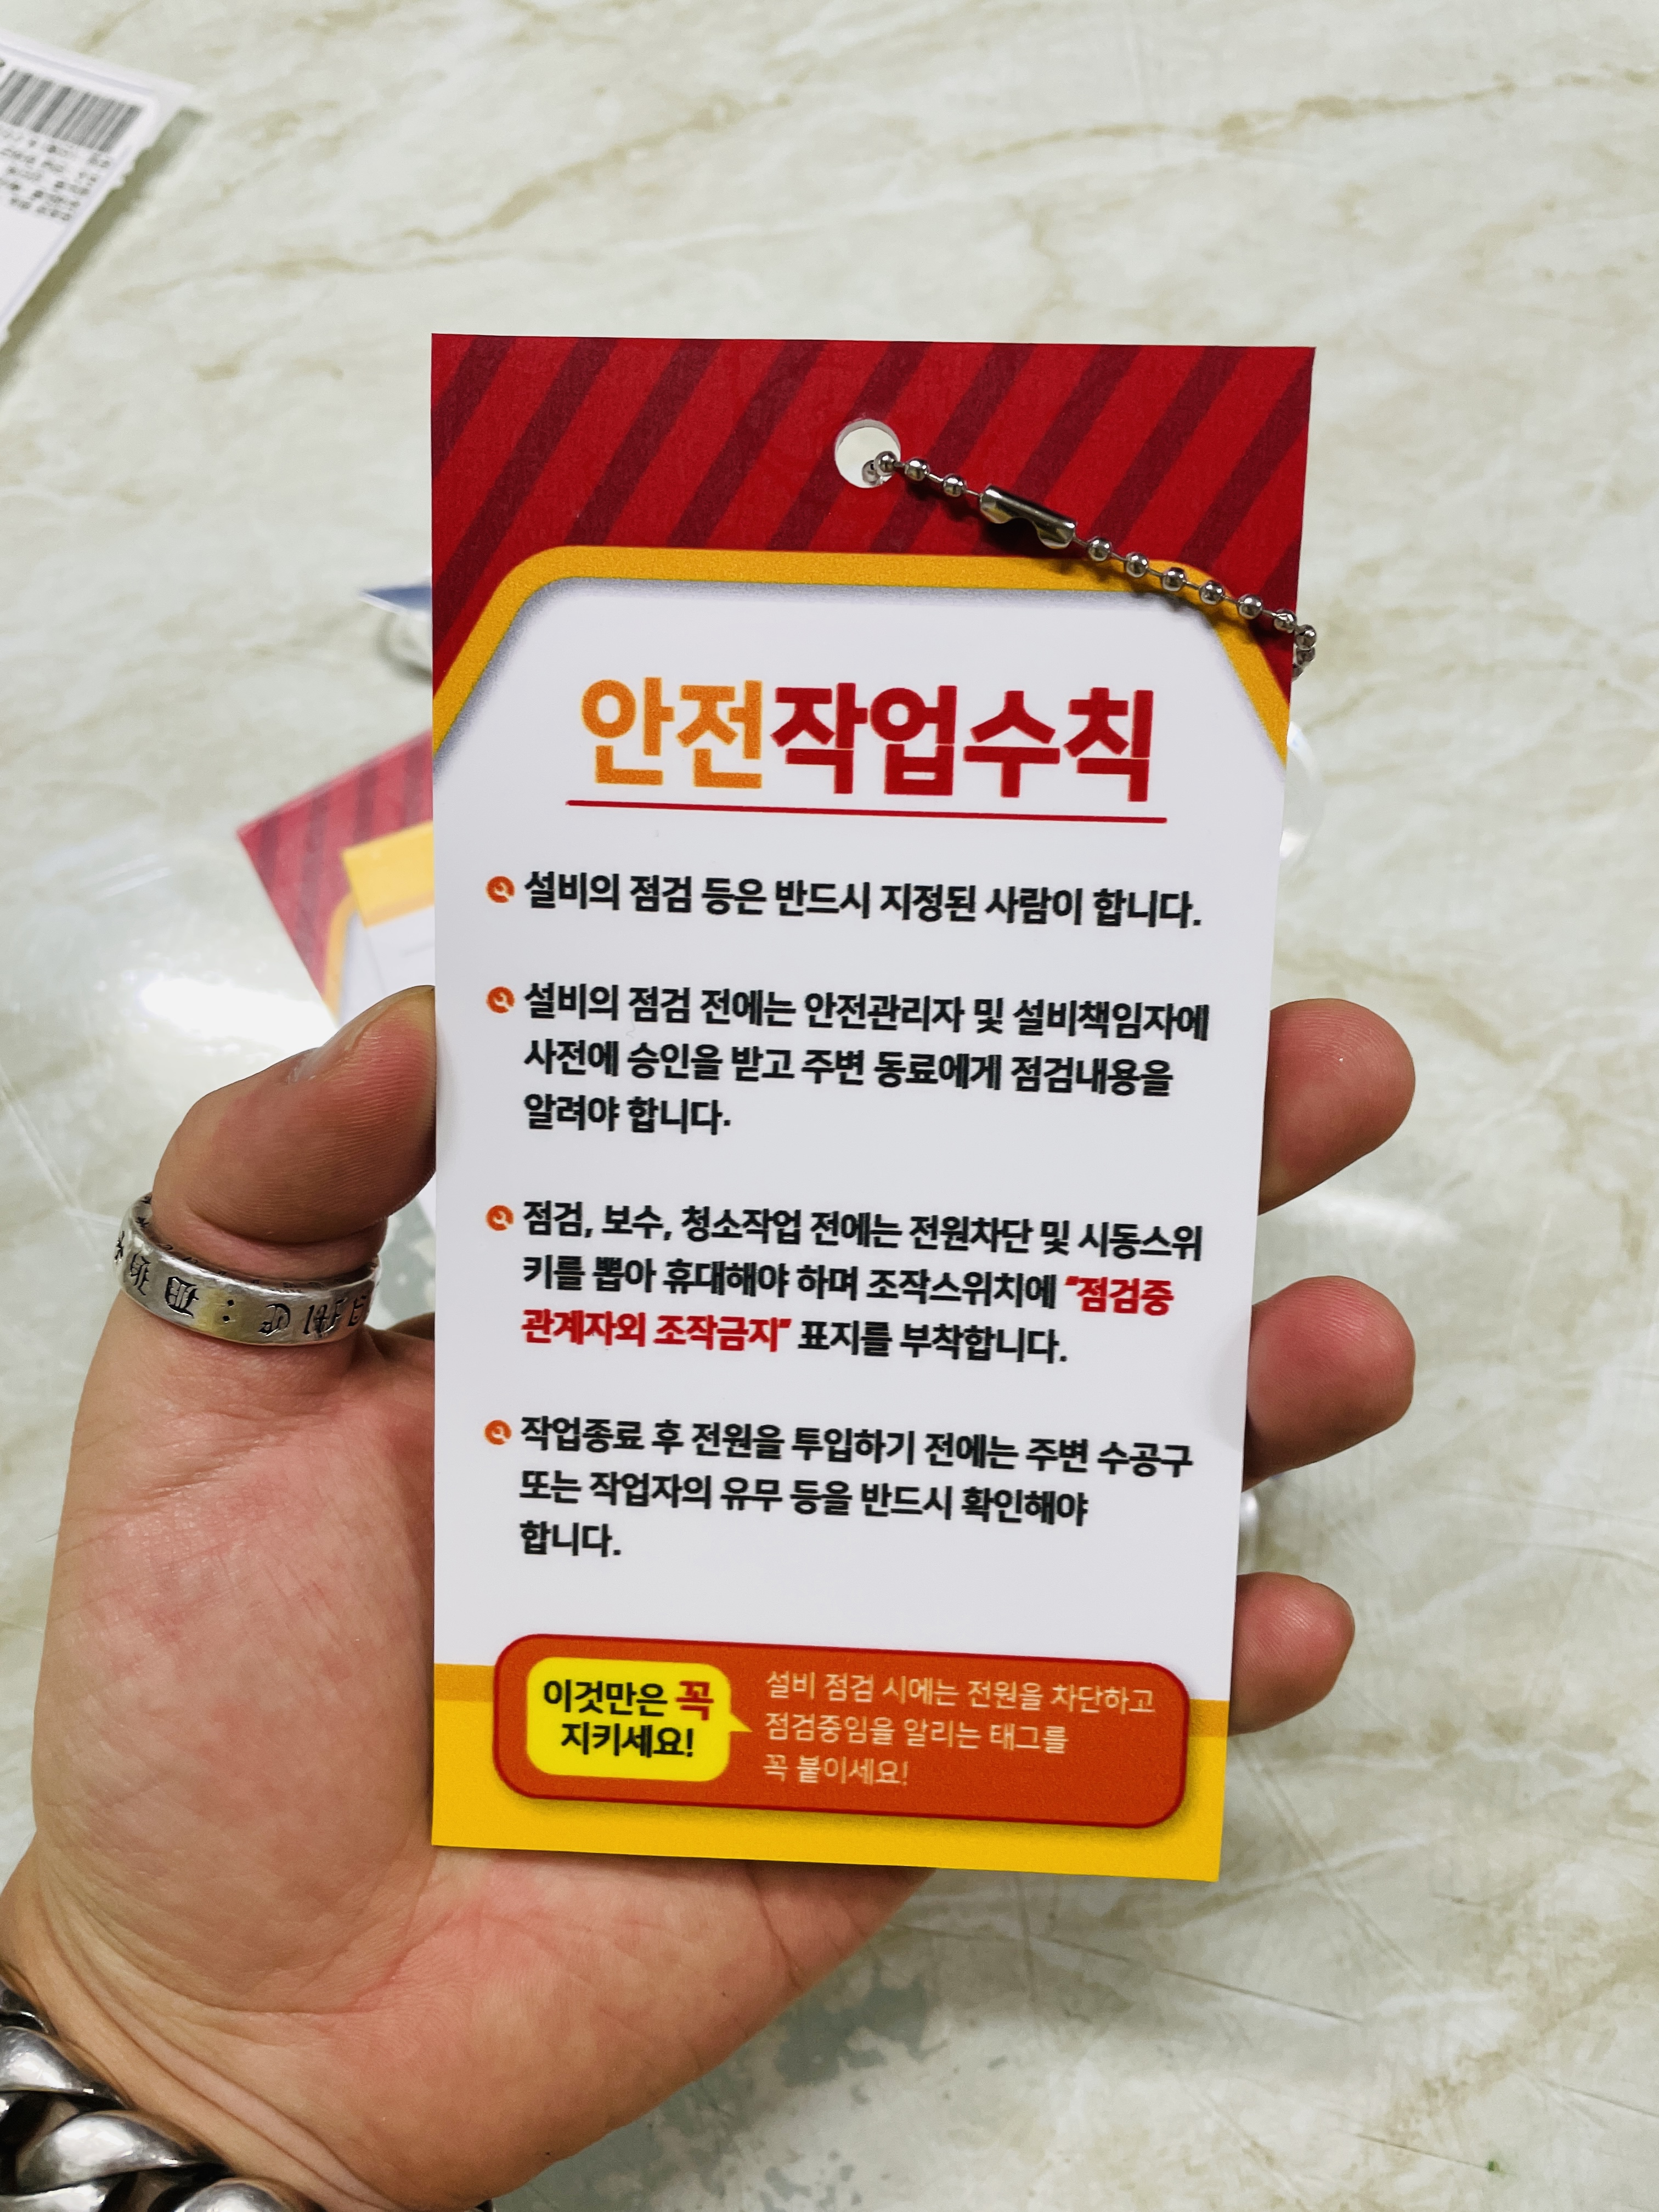 안전작업수칙
설비의 점검 등은 반드시 지정된 사람이 합니다.
설비의 점검 전에는 안전관리자 및 설비책임자에
사전에 승인을 받고 주변 동료에게 점검내용을
알려야 합니다.
점검, 보수, 청소작업 전에는 전원차단 및 시동스위
키를 뽑아 휴대해야 하며 조작스위치에 "점검중
관계자외 조작금지" 표지를 부착합니다.
작업종료 후 전원을 투입하기 전에는 주변 수공구
또는 작업자의 유무 등을 반드시 확인해야
합니다.
이것만은 꼭
지키세요!
설비 점검 시에는 전원을 차단하고
점검중임을 알리는 태그를
꼭 붙이세요!